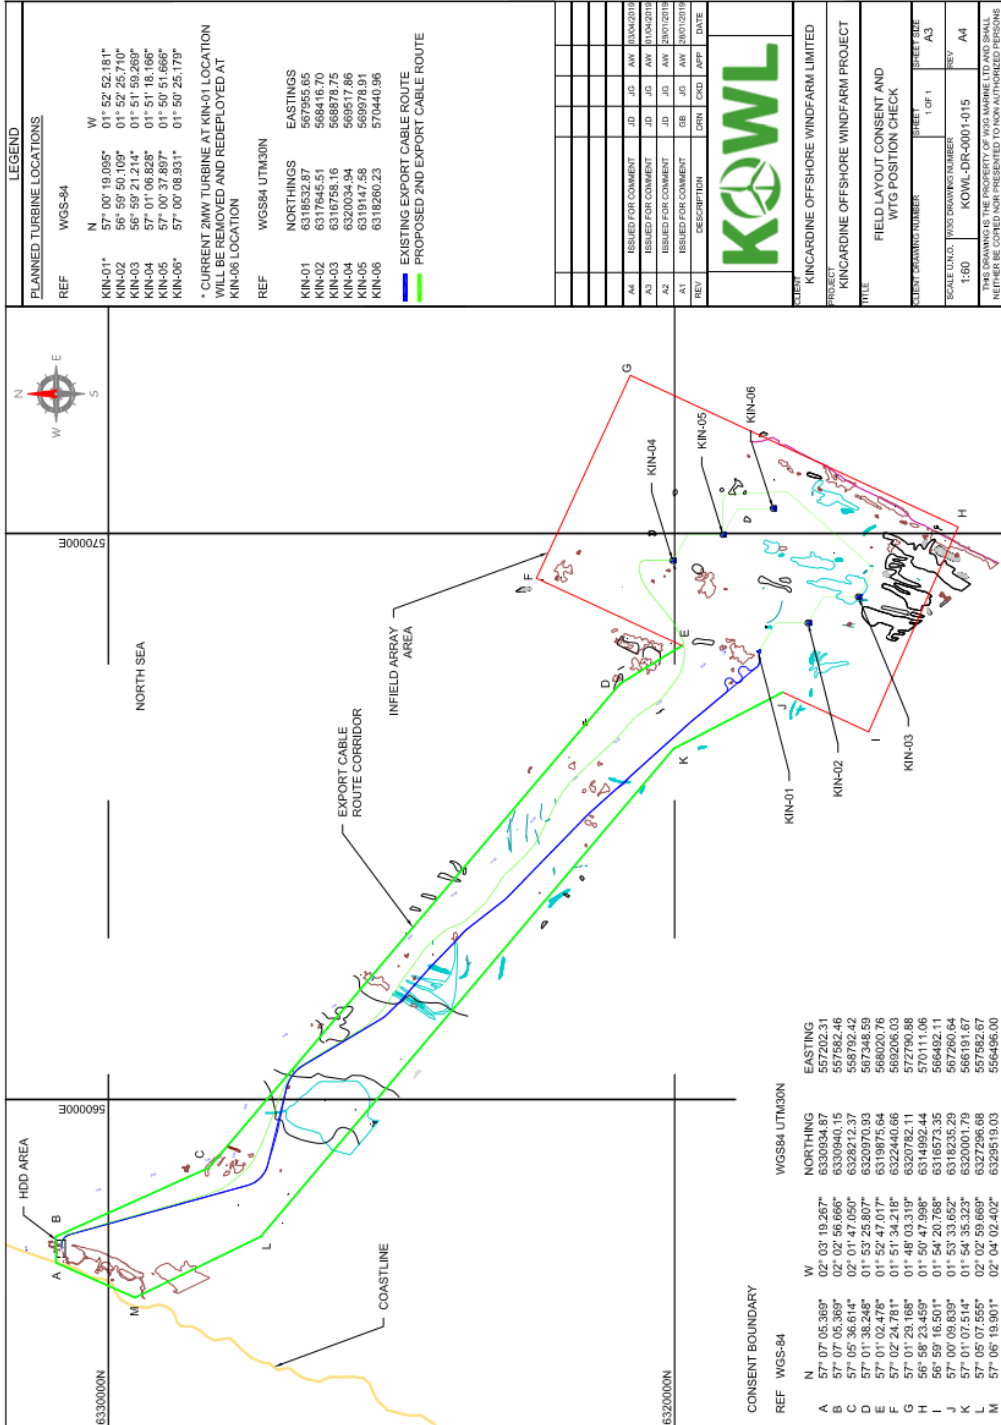 LEGEND
PLANNED TURBINE LOCATIONS
REF WGS-84
N W
KIN-01* 57° 00' 19.095" 01° 52' 52.181"
KIN-02 56° 59' 50.109" 01° 52' 25.710"
KIN-03 56° 59' 21.214" 01° 51' 59.269"
KIN-04 57° 01' 06.828" 01° 51' 18.166"
KIN-05 57° 00' 37.897" 01° 50' 51.666"
KIN-06* 57° 00' 08.931" 01° 50' 25.179"
* CURRENT 2MW TURBINE AT KIN-01 LOCATION
WILL BE REMOVED AND REDEPLOYED AT
KIN-06 LOCATION
REF WGS84 UTM30N
NORTHINGS EASTINGS
KIN-01 6318532.87 567955.65
KIN-02 6317645.51 568416.70
KIN-03 6316758.16 568878.75
KIN-04 6320034.94 569517.86
KIN-05 6319147.58 569978.91
KIN-06 6318260.23 570440.96
EXISTING EXPORT CABLE ROUTE
PROPOSED 2ND EXPORT CABLE ROUTE
A4 ISSUED FOR COMMENT JD JG AW 03/04/2019
A3 ISSUED FOR COMMENT JD JG AW 01/04/2019
A2 ISSUED FOR COMMENT JD JG AW 29/01/2019
A1 ISSUED FOR COMMENT GB JG AW 28/01/2019
REV DESCRIPTION DRN CKD APP DATE
KOWL
CLIENT
KINCARDINE OFFSHORE WINDFARM LIMITED
PROJECT
KINCARDINE OFFSHORE WINDFARM PROJECT
TITLE
FIELD LAYOUT CONSENT AND
WTG POSITION CHECK
CLIENT DRAWING NUMBER SHEET SHEET SIZE
1 OF 1 A3
SCALE U.N.O. W3G DRAWING NUMBER REV
1:60 KOWL-DR-0001-015 A4
THIS DRAWING IS THE PROPERTY OF W3G MARINE LTD AND SHALL
NEITHER BE COPIED NOR PRESENTED TO NON AUTHORIZED PERSONS
N
E
S
W
6330000N
6320000N
560000E
570000E
NORTH SEA
HDD AREA
COASTLINE
EXPORT CABLE
ROUTE CORRIDOR
INFIELD ARRAY
AREA
A
B
C
D
E
F
G
H
I
J
K
L
M
KIN-01
KIN-02
KIN-03
KIN-04
KIN-05
KIN-06
CONSENT BOUNDARY
REF WGS-84 WGS84 UTM30N
N W NORTHING EASTING
A 57° 07' 05.369" 02° 03' 19.267" 6330934.87 557202.31
B 57° 07' 05.369" 02° 02' 56.666" 6330940.15 557582.46
C 57° 05' 36.614" 02° 01' 47.050" 6328212.37 558792.42
D 57° 01' 38.248" 01° 53' 25.807" 6320970.93 567348.59
E 57° 01' 02.478" 01° 52' 47.017" 6319875.64 568020.76
F 57° 02' 24.781" 01° 51' 34.218" 6322440.66 569206.03
G 57° 01' 29.168" 01° 48' 03.319" 6320782.11 572790.88
H 56° 58' 23.459" 01° 50' 47.998" 6314992.44 570111.06
I 56° 59' 16.501" 01° 54' 20.768" 6316573.35 566492.11
J 57° 00' 09.839" 01° 53' 33.652" 6318235.29 567260.64
K 57° 01' 07.514" 01° 54' 35.323" 6320001.79 566191.67
L 57° 05' 07.555" 02° 02' 59.669" 6327296.68 557582.67
M 57° 06' 19.901" 02° 04' 02.402" 6329519.03 556496.00